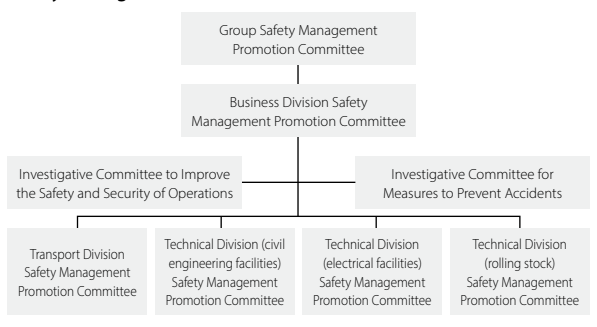 Group Safety Management
Promotion Committee
Business Division Safety
Management Promotion Committee
Investigative Committee to Improve
the Safety and Security of Operations
Investigative Committee for
Measures to Prevent Accidents
Transport Division
Safety Management
Promotion Committee
Technical Division (civil
engineering facilities)
Safety Management
Promotion Committee
Technical Division
(electrical facilities)
Safety Management
Promotion Committee
Technical Division
(rolling stock)
Safety Management
Promotion Committee